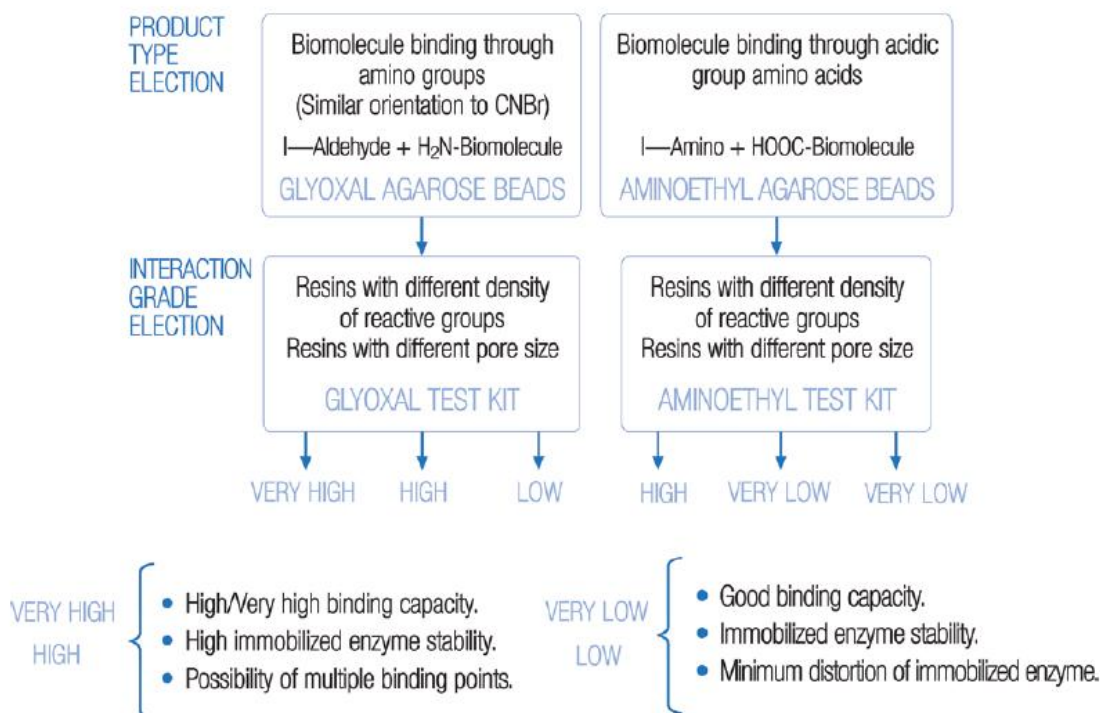 PRODUCT
TYPE
ELECTION
Biomolecule binding through
amino groups
(Similar orientation to CNBr)
I—Aldehyde + H₂N-Biomolecule
GLYOXAL AGAROSE BEADS
Biomolecule binding through acidic
group amino acids
I—Amino + HOOC-Biomolecule
AMINOETHYL AGAROSE BEADS
INTERACTION
GRADE
ELECTION
Resins with different density
of reactive groups
Resins with different pore size
GLYOXAL TEST KIT
Resins with different density
of reactive groups
Resins with different pore size
AMINOETHYL TEST KIT
VERY HIGH
HIGH
LOW
HIGH
VERY LOW
VERY LOW
VERY HIGH
HIGH
• High/Very high binding capacity.
• High immobilized enzyme stability.
• Possibility of multiple binding points.
VERY LOW
LOW
• Good binding capacity.
• Immobilized enzyme stability.
• Minimum distortion of immobilized enzyme.